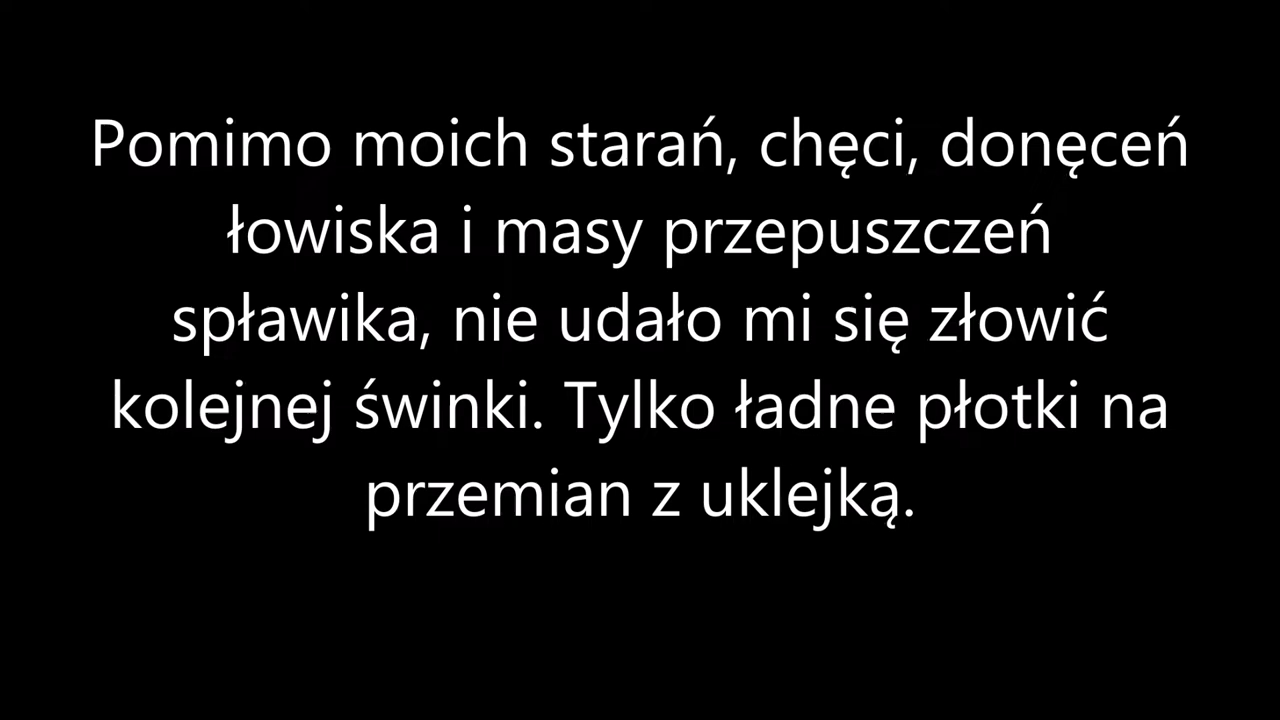 Pomimo moich starań, chęci, donęceń
łowiska i masy przepuszczeń
spławika, nie udało mi się złowić
kolejnej świnki. Tylko ładne płotki na
przemian z uklejką.